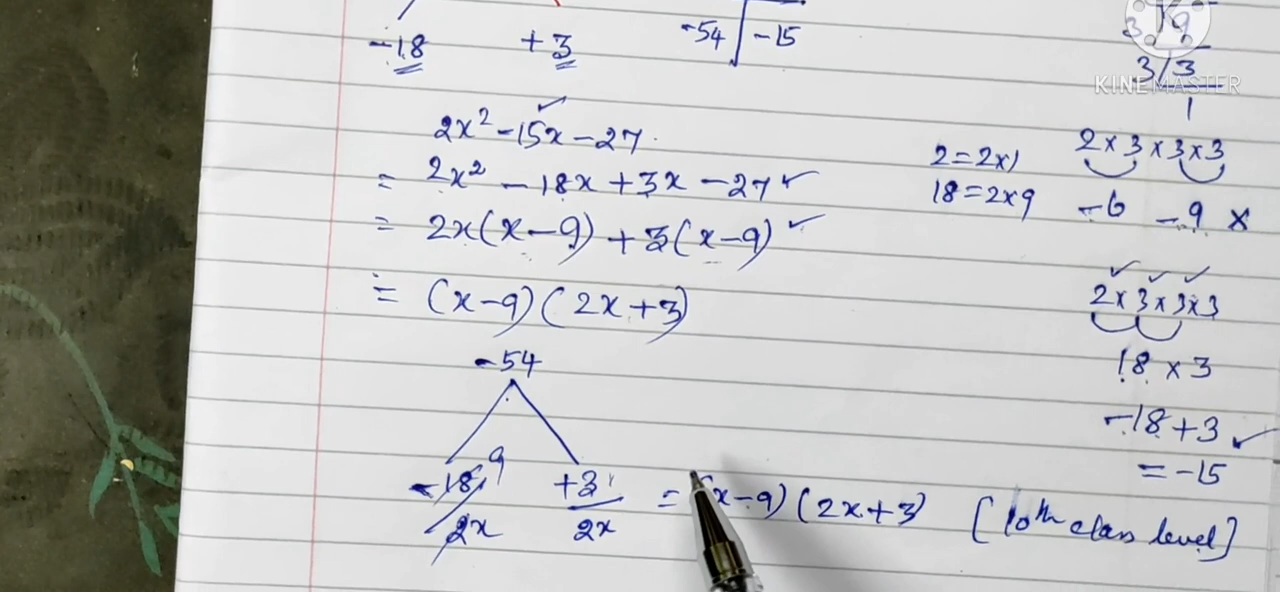 -18 +3 -54 | -15
3 | 9
3/3
1
KINEMASTER
2x² - 15x - 27.
= 2x² - 18x + 3x - 27 ✓
= 2x(x-9) + 3(x-9) ✓
= (x-9)(2x+3)
2 = 2x1
18 = 2x9
2 x 3 x 3 x 3
-6 -9 x
2 x 3 x 3 x 3
18 x 3
-18 + 3 ✓
= -15
-54
-18 9 +3
2x 2x
= (x-9)(2x+3) [10th class level]